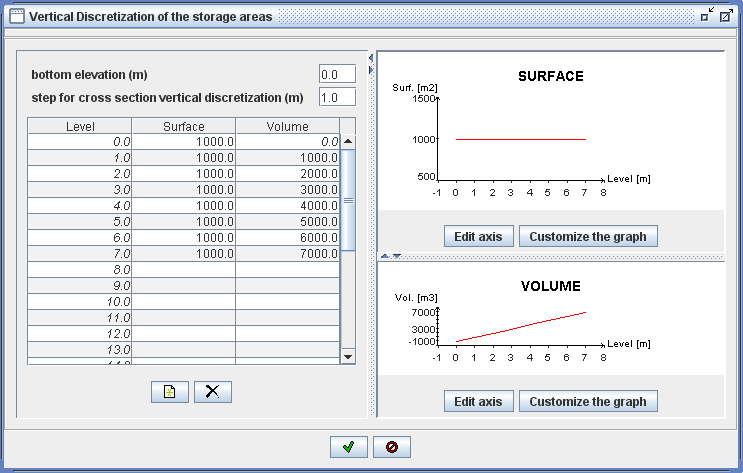 Vertical Discretization of the storage areas
bottom elevation (m) 0.0
step for cross section vertical discretization (m) 1.0
Level Surface Volume
0.0 1000.0 0.0
1.0 1000.0 1000.0
2.0 1000.0 2000.0
3.0 1000.0 3000.0
4.0 1000.0 4000.0
5.0 1000.0 5000.0
6.0 1000.0 6000.0
7.0 1000.0 7000.0
8.0
9.0
10.0
11.0
12.0
13.0
SURFACE
Surf. [m2]
1500
1000
500
Level [m]
-1 0 1 2 3 4 5 6 7 8
Edit axis Customize the graph
VOLUME
Vol. [m3]
7000
3000
-1000
Level [m]
-1 0 1 2 3 4 5 6 7 8
Edit axis Customize the graph